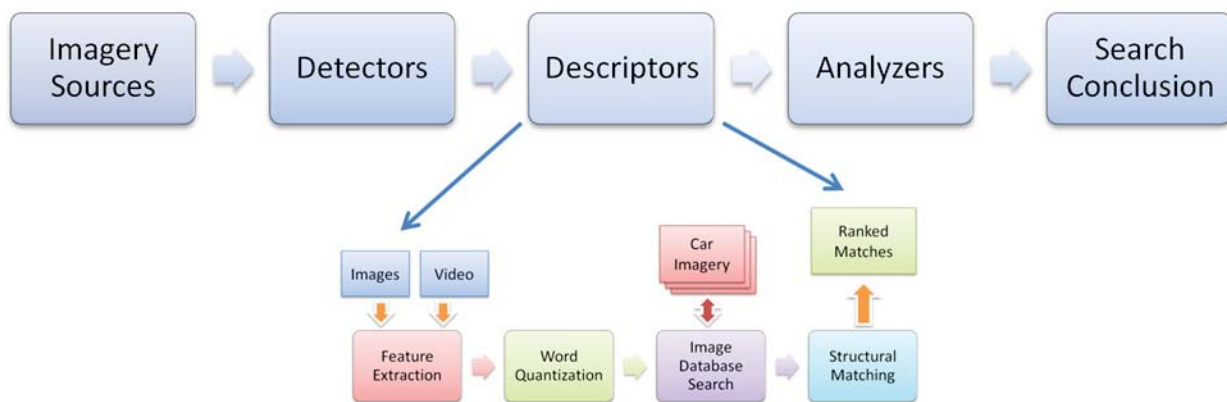 Imagery
Sources
Detectors
Descriptors
Analyzers
Search
Conclusion
Images
Video
Car
Imagery
Ranked
Matches
Feature
Extraction
Word
Quantization
Image
Database
Search
Structural
Matching